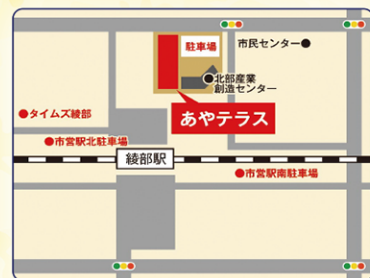 駐車場
市民センター
北部産業
創造センター
タイムズ綾部
あやテラス
市営駅北駐車場
綾部駅
市営駅南駐車場